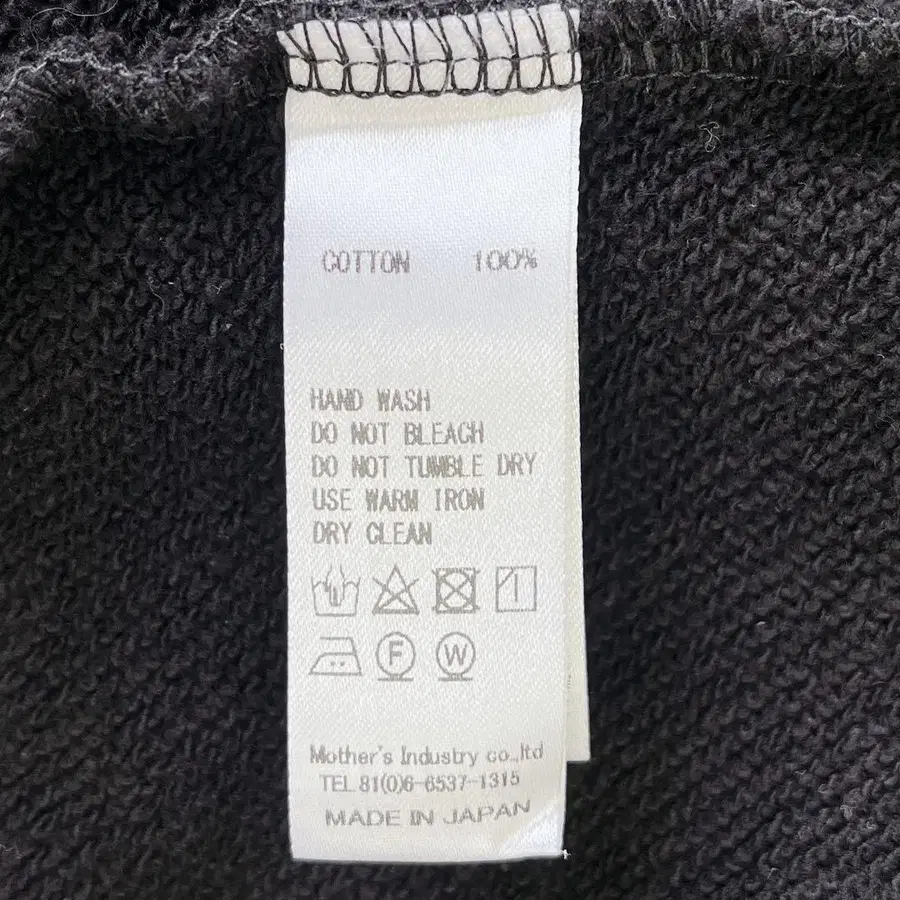 COTTON 100%
HAND WASH
DO NOT BLEACH
DO NOT TUMBLE DRY
USE WARM IRON
DRY CLEAN
F W
Mother's Industry co.,ltd
TEL 81(0)6-6537-1315
MADE IN JAPAN